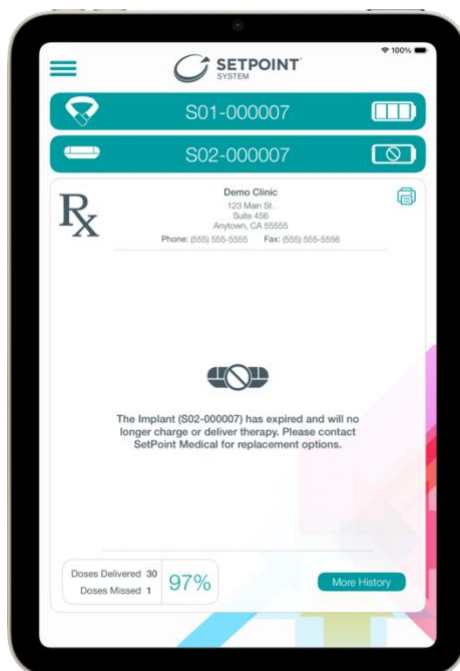 100%
SETPOINT
SYSTEM
S01-000007
S02-000007
Rx
Demo Clinic
123 Main St.
Suite 456
Anytown, CA 55555
Phone: (555) 555-5555 Fax: (555) 555-5556
The Implant (S02-000007) has expired and will no
longer charge or deliver therapy. Please contact
SetPoint Medical for replacement options.
Doses Delivered 30
Doses Missed 1
97%
More History